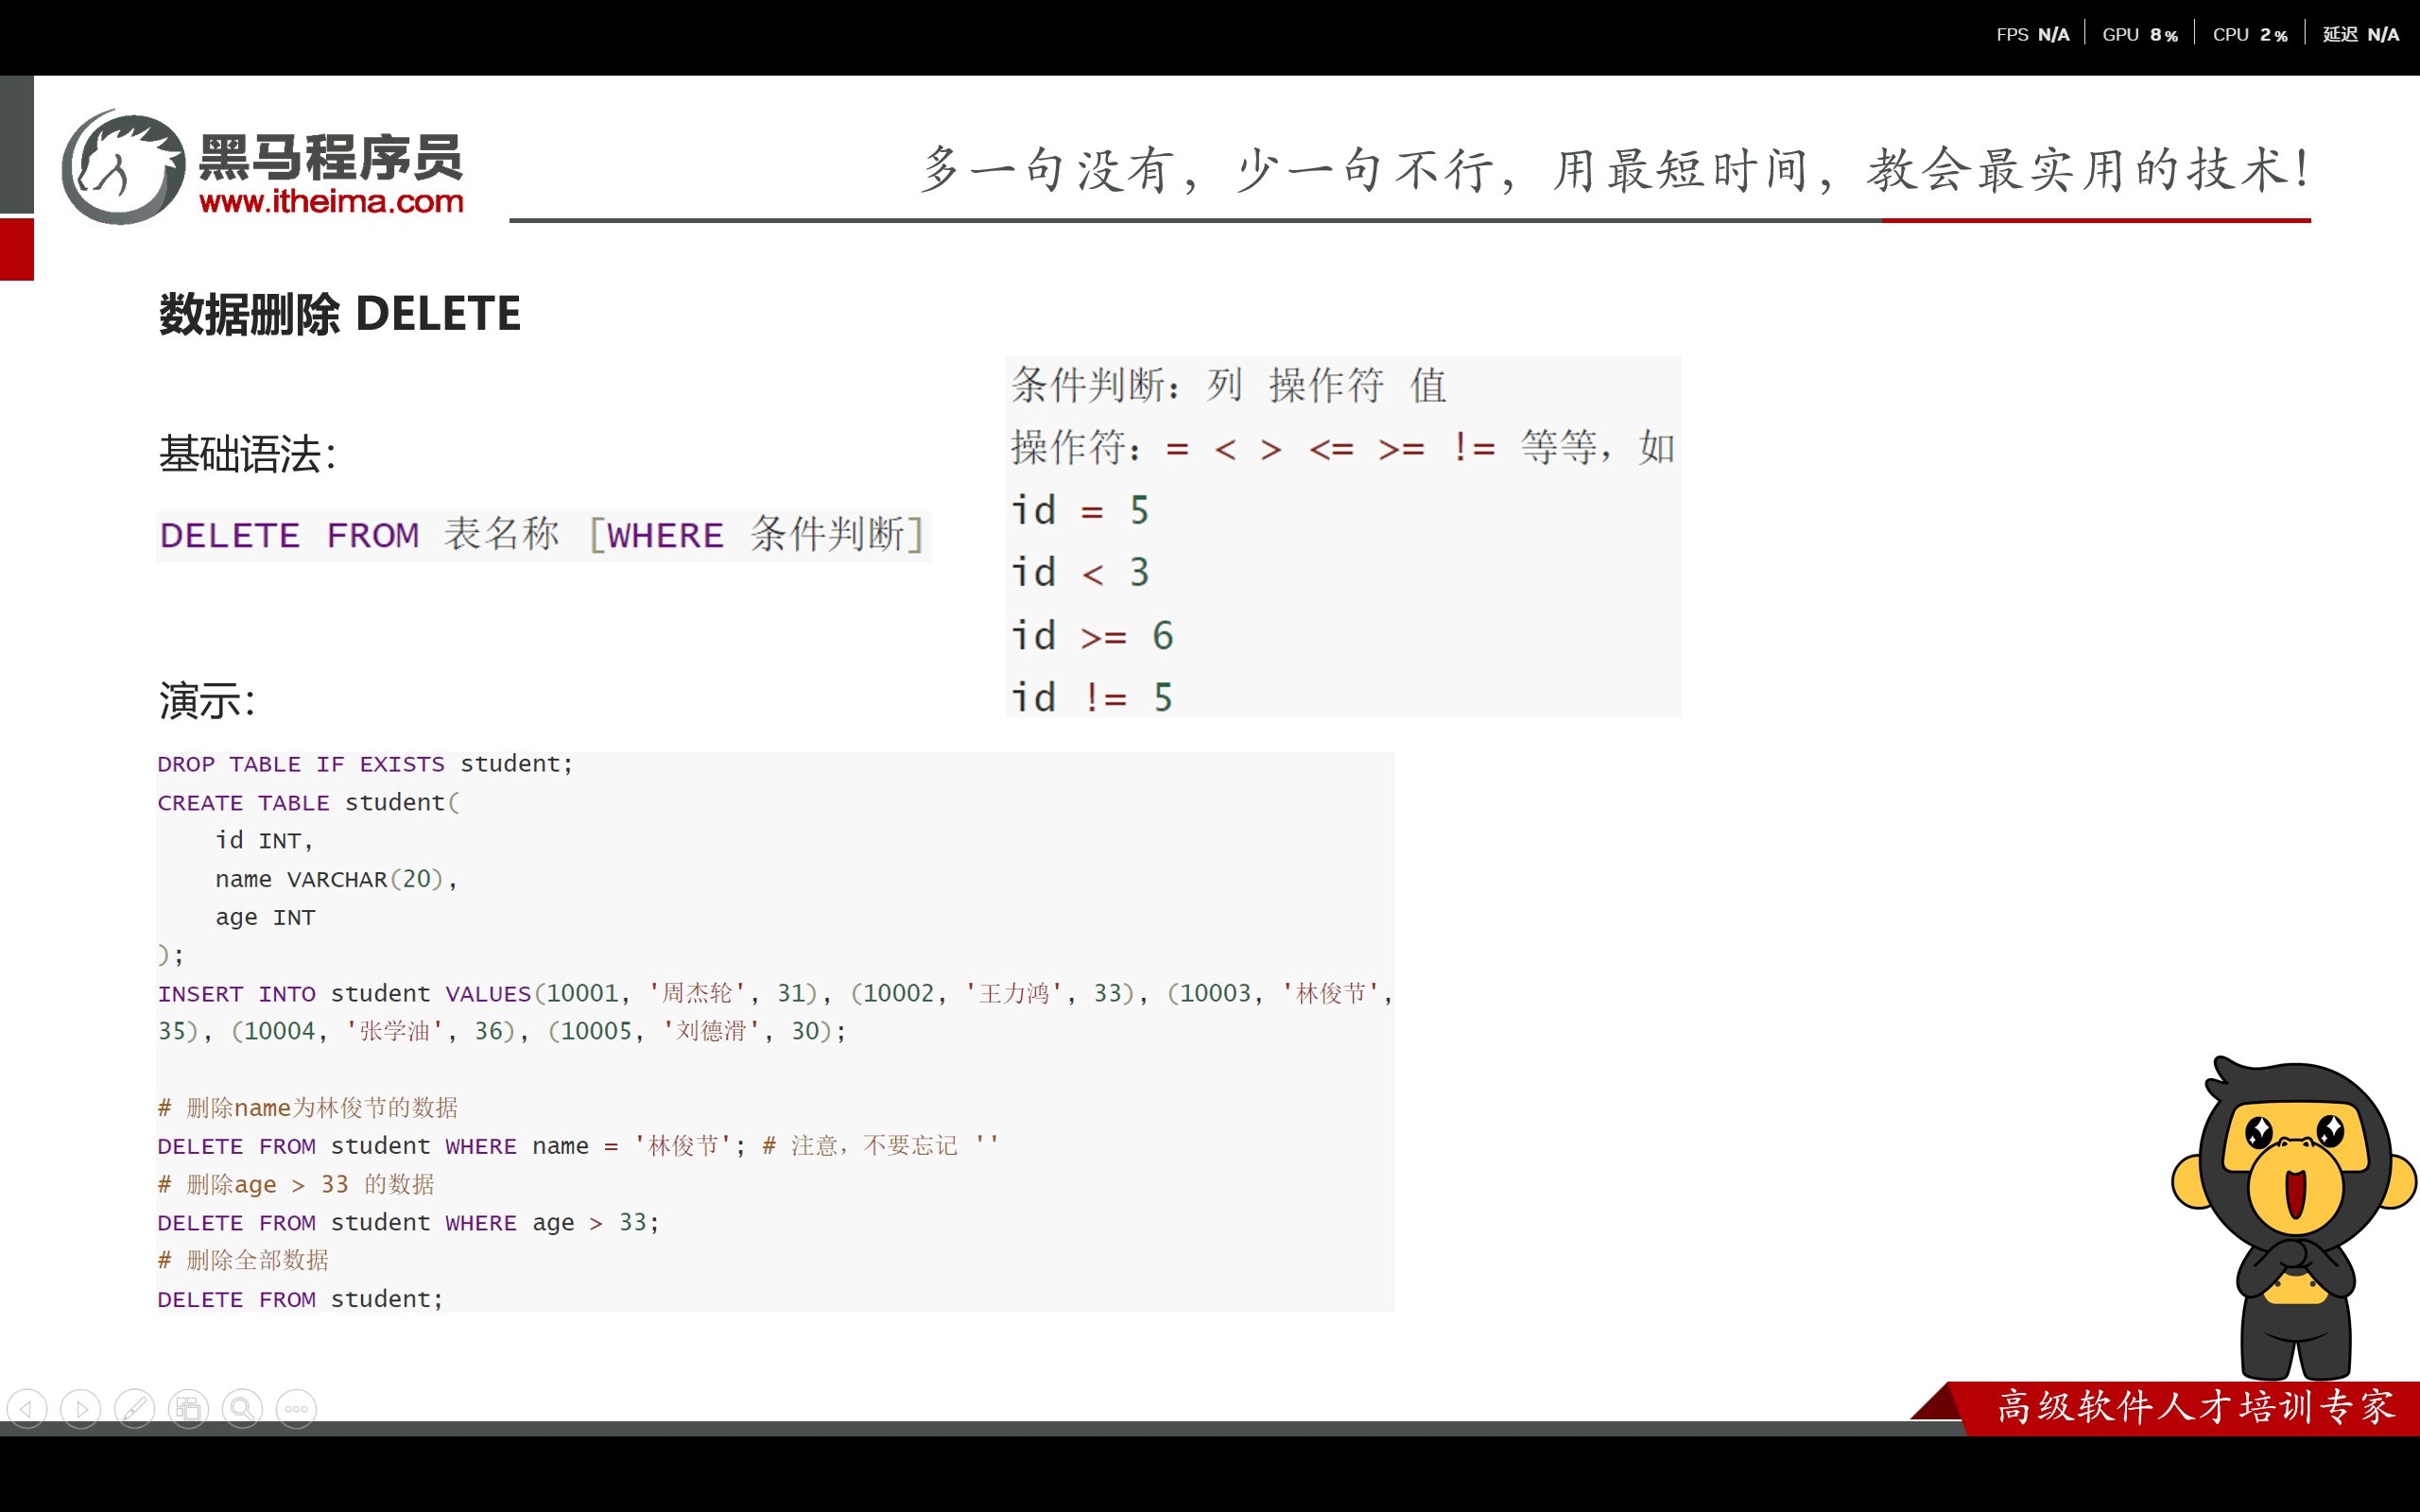 FPS N/A GPU 8% CPU 2% 延迟 N/A
黑马程序员
www.itheima.com
多一句没有，少一句不行，用最短时间，教会最实用的技术！
数据删除 DELETE
基础语法：
DELETE FROM 表名称 [WHERE 条件判断]
条件判断：列 操作符 值
操作符：= < > <= >= != 等等，如
id = 5
id < 3
id >= 6
id != 5
演示：
DROP TABLE IF EXISTS student;
CREATE TABLE student(
    id INT,
    name VARCHAR(20),
    age INT
);
INSERT INTO student VALUES(10001, '周杰轮', 31), (10002, '王力鸿', 33), (10003, '林俊节',
35), (10004, '张学油', 36), (10005, '刘德滑', 30);
# 删除name为林俊节的数据
DELETE FROM student WHERE name = '林俊节'; # 注意，不要忘记 ''
# 删除age > 33 的数据
DELETE FROM student WHERE age > 33;
# 删除全部数据
DELETE FROM student;
高级软件人才培训专家